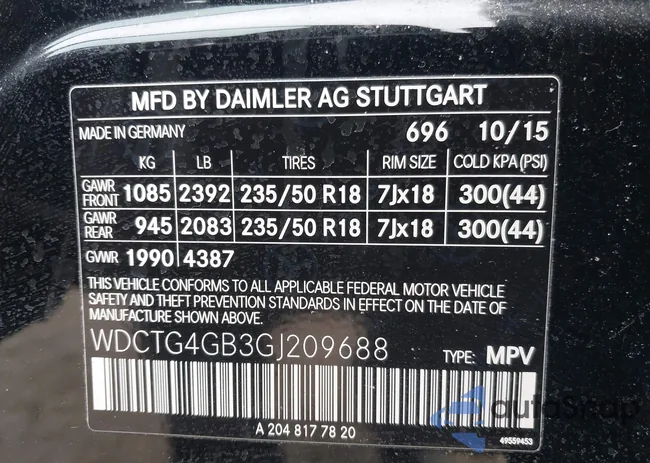 MFD BY DAIMLER AG STUTTGART
MADE IN GERMANY 696 10/15
KG LB TIRES RIM SIZE COLD KPA(PSI)
GAWR FRONT 1085 2392 235/50 R18 7Jx18 300(44)
GAWR REAR 945 2083 235/50 R18 7Jx18 300(44)
GVWR 1990 4387
THIS VEHICLE CONFORMS TO ALL APPLICABLE FEDERAL MOTOR VEHICLE
SAFETY AND THEFT PREVENTION STANDARDS IN EFFECT ON THE DATE OF
MANUFACTURE SHOWN ABOVE.
WDCTG4GB3GJ209688 TYPE: MPV
A 204 817 78 20
49559453
autoSnap